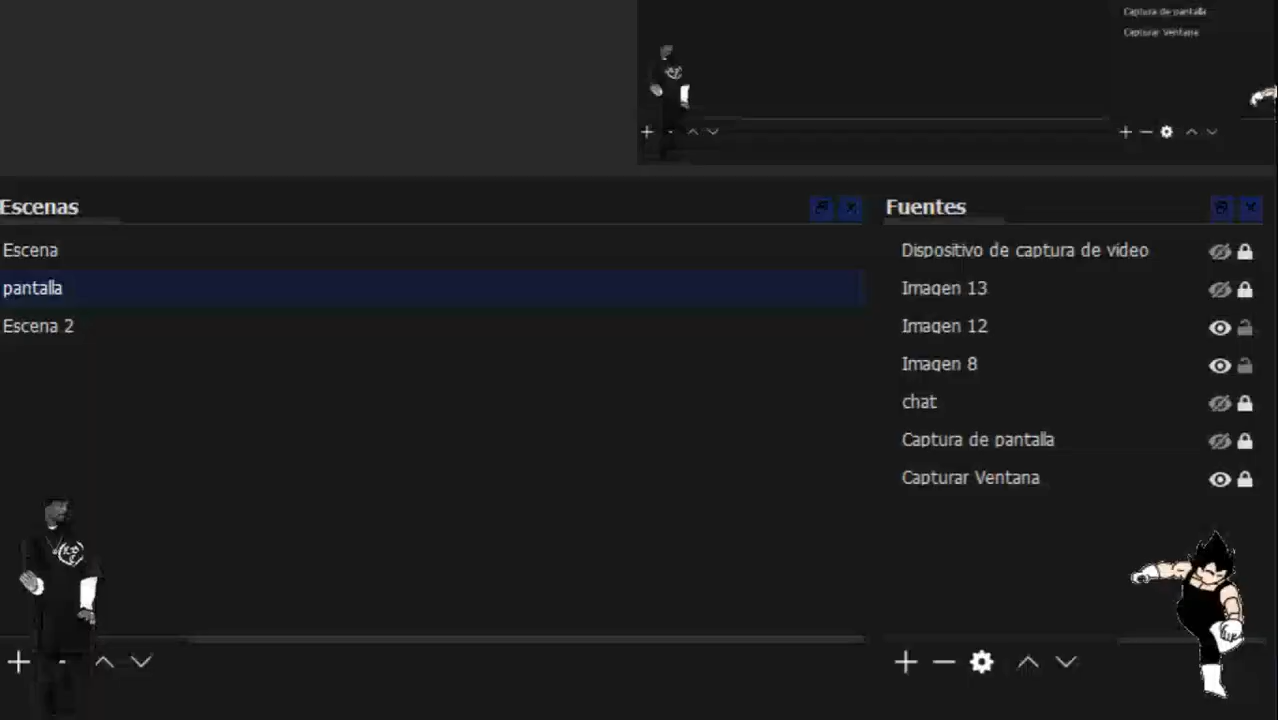 Captura de pantalla
Capturar Ventana
Escenas
Fuentes
Escena
pantalla
Escena 2
Dispositivo de captura de video
Imagen 13
Imagen 12
Imagen 8
chat
Captura de pantalla
Capturar Ventana